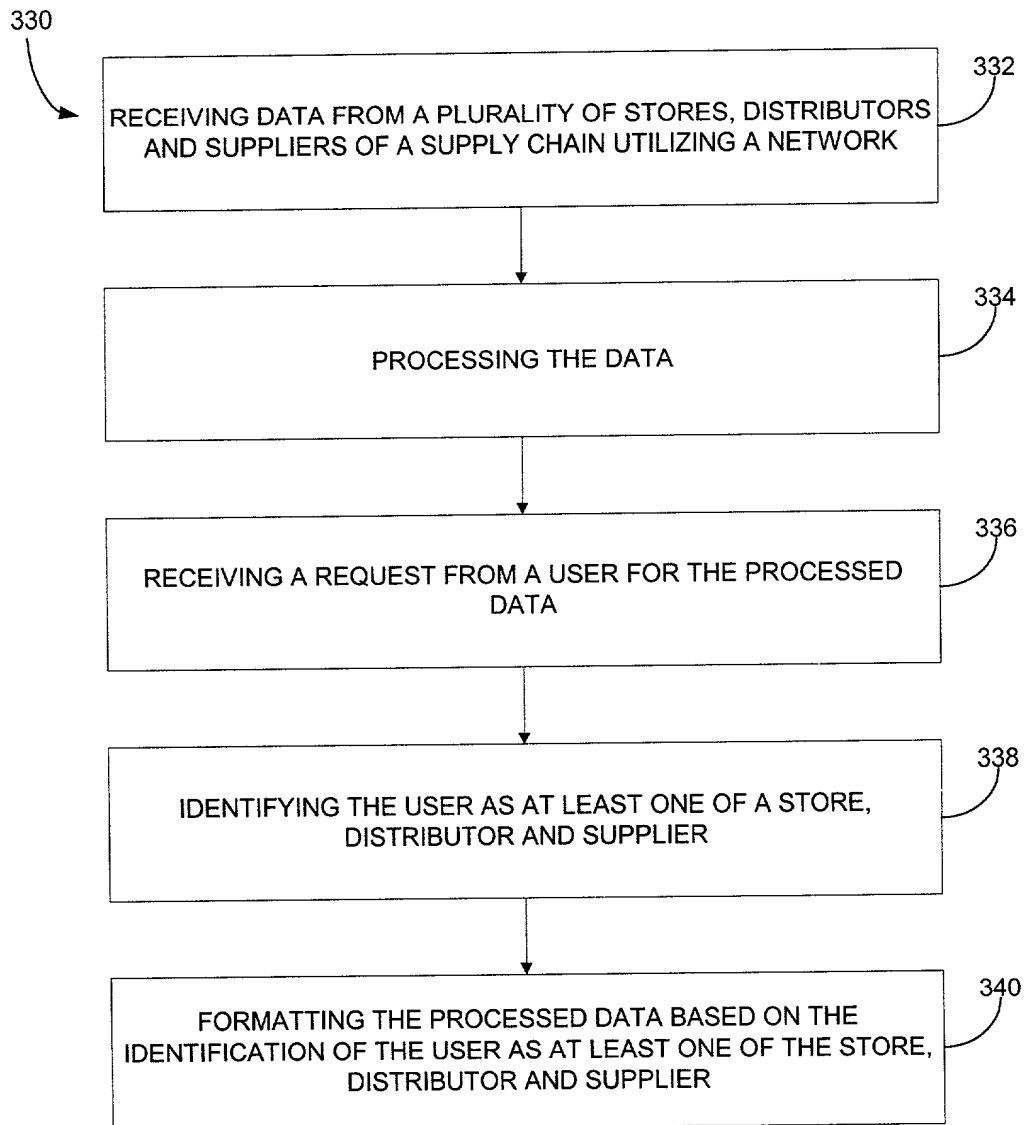 330
332
RECEIVING DATA FROM A PLURALITY OF STORES, DISTRIBUTORS
AND SUPPLIERS OF A SUPPLY CHAIN UTILIZING A NETWORK
334
PROCESSING THE DATA
336
RECEIVING A REQUEST FROM A USER FOR THE PROCESSED
DATA
338
IDENTIFYING THE USER AS AT LEAST ONE OF A STORE,
DISTRIBUTOR AND SUPPLIER
340
FORMATTING THE PROCESSED DATA BASED ON THE
IDENTIFICATION OF THE USER AS AT LEAST ONE OF THE STORE,
DISTRIBUTOR AND SUPPLIER